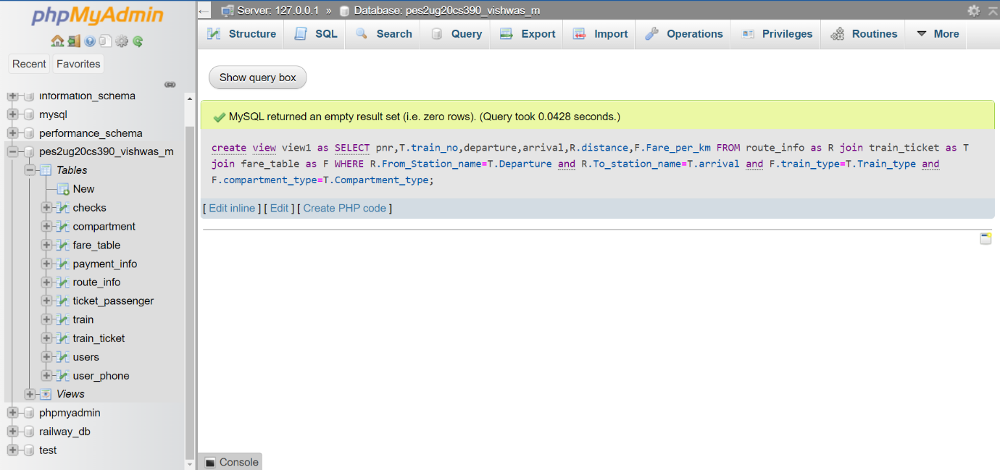 phpMyAdmin
Recent Favorites
information_schema
mysql
performance_schema
pes2ug20cs390_vishwas_m
Tables
New
checks
compartment
fare_table
payment_info
route_info
ticket_passenger
train
train_ticket
users
user_phone
Views
phpmyadmin
railway_db
test
Server: 127.0.0.1 » Database: pes2ug20cs390_vishwas_m
Structure SQL Search Query Export Import Operations Privileges Routines More
Show query box
MySQL returned an empty result set (i.e. zero rows). (Query took 0.0428 seconds.)
create view view1 as SELECT pnr,T.train_no,departure,arrival,R.distance,F.Fare_per_km FROM route_info as R join train_ticket as T
join fare_table as F WHERE R.From_Station_name=T.Departure and R.To_station_name=T.arrival and F.train_type=T.Train_type and
F.compartment_type=T.Compartment_type;
[ Edit inline ] [ Edit ] [ Create PHP code ]
Console